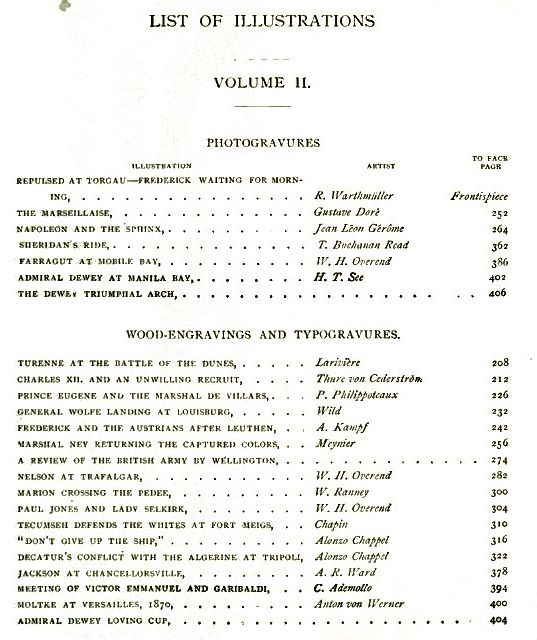 LIST OF ILLUSTRATIONS
VOLUME II.
PHOTOGRAVURES
ILLUSTRATION ARTIST TO FACE PAGE
REPULSED AT TORGAU—FREDERICK WAITING FOR MORN-
ING, . . . . . . . . . . . . . . . R. Warthmüller Frontispiece
THE MARSEILLAISE, . . . . . . . . . . . . Gustave Doré 252
NAPOLEON AND THE SPHINX, . . . . . . . . . Jean Léon Gérôme 264
SHERIDAN'S RIDE, . . . . . . . . . . . . T. Buchanan Read 362
FARRAGUT AT MOBILE BAY, . . . . . . . . . W. H. Overend 386
ADMIRAL DEWEY AT MANILA BAY, . . . . . . . H. T. See 402
THE DEWEY TRIUMPHAL ARCH, . . . . . . . . . . . . . . . . . 406
WOOD-ENGRAVINGS AND TYPOGRAVURES.
TURENNE AT THE BATTLE OF THE DUNES, . . . . . Larivière 208
CHARLES XII. AND AN UNWILLING RECRUIT, . . . . Thure von Cederström 212
PRINCE EUGENE AND THE MARSHAL DE VILLARS, . . . P. Philippoteaux 226
GENERAL WOLFE LANDING AT LOUISBURG, . . . . . Wild 232
FREDERICK AND THE AUSTRIANS AFTER LEUTHEN, . . A. Kampf 242
MARSHAL NEY RETURNING THE CAPTURED COLORS, . . Meynier 256
A REVIEW OF THE BRITISH ARMY BY WELLINGTON, . . . . . . . . . . . . 274
NELSON AT TRAFALGAR, . . . . . . . . . . W. H. Overend 282
MARION CROSSING THE PEDEE, . . . . . . . . W. Ranney 300
PAUL JONES AND LADY SELKIRK, . . . . . . . W. H. Overend 304
TECUMSEH DEFENDS THE WHITES AT FORT MEIGS, . . Chapin 310
"DON'T GIVE UP THE SHIP," . . . . . . . . . Alonzo Chappel 316
DECATUR'S CONFLICT WITH THE ALGERINE AT TRIPOLI, Alonzo Chappel 322
JACKSON AT CHANCELLORSVILLE, . . . . . . . A. R. Ward 378
MEETING OF VICTOR EMMANUEL AND GARIBALDI, . . C. Ademollo 394
MOLTKE AT VERSAILLES, 1870, . . . . . . . . Anton von Werner 400
ADMIRAL DEWEY LOVING CUP, . . . . . . . . . . . . . . . . . 404